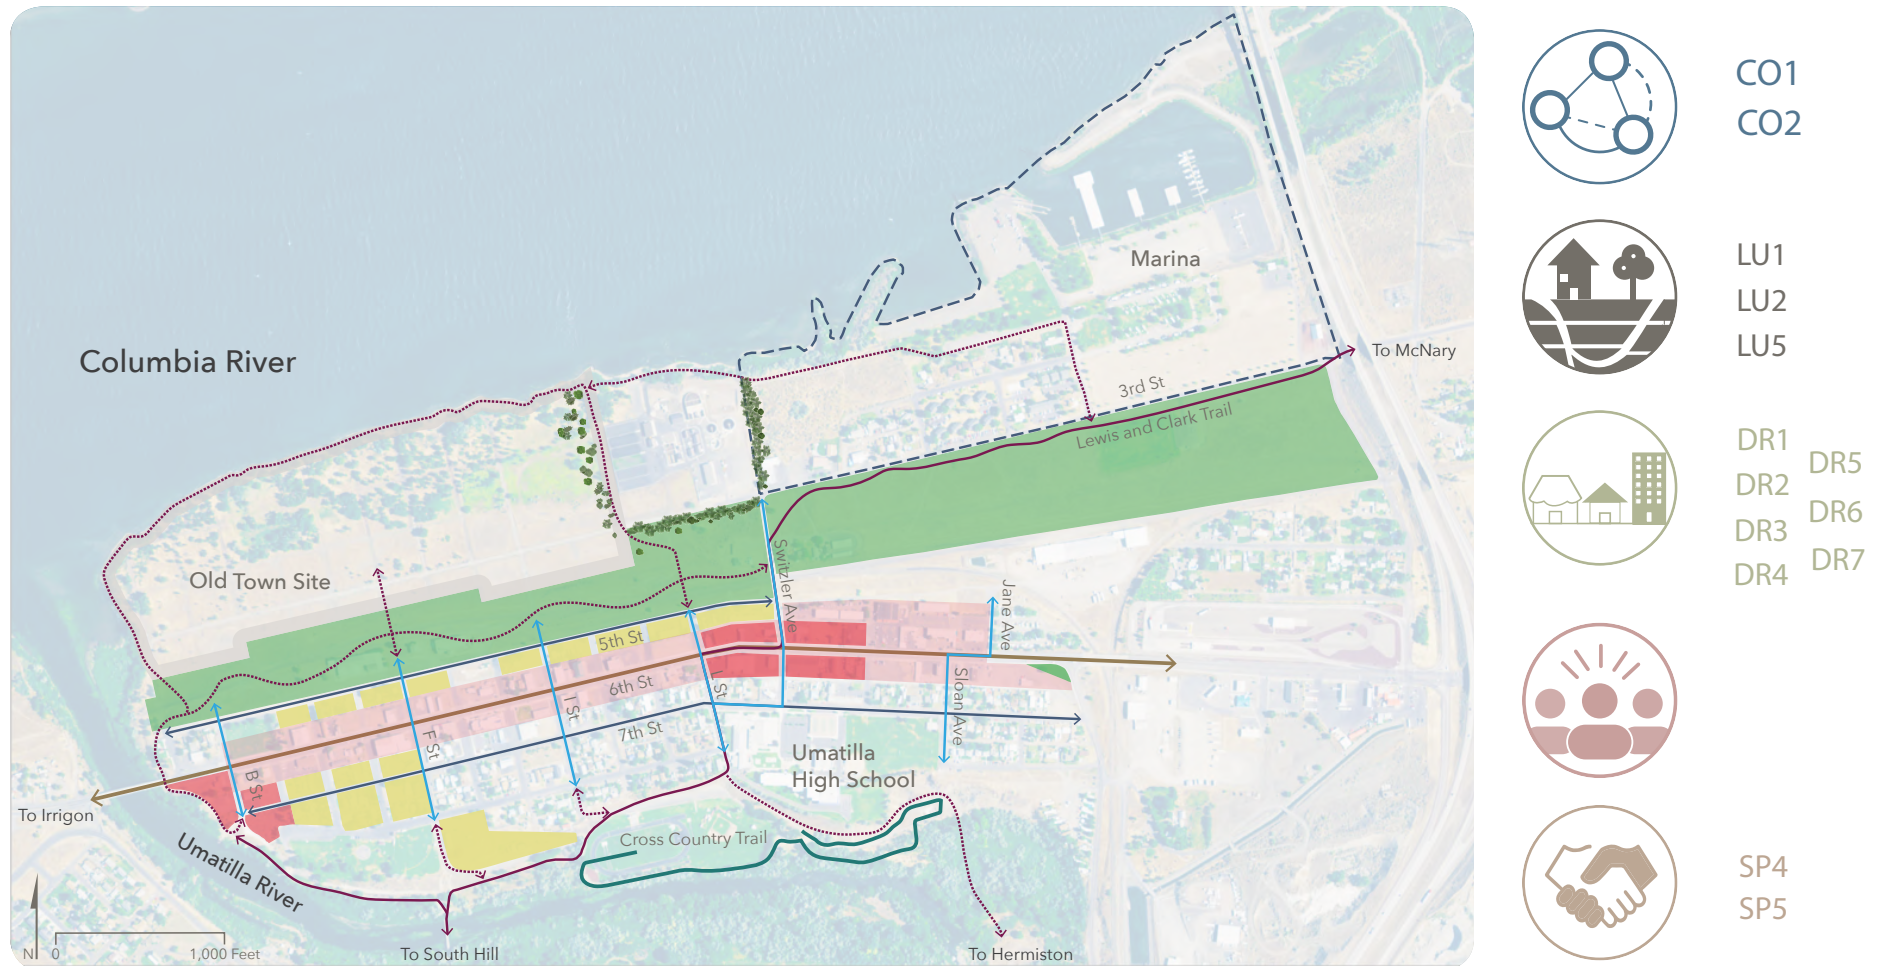 Columbia River
Marina
To McNary
3rd St
Lewis and Clark Trail
Old Town Site
Switzler Ave
Jane Ave
5th St
6th St
7th St
L St
I St
F St
B St
Sloan Ave
Umatilla
High School
To Irrigon
Umatilla River
Cross Country Trail
To South Hill
To Hermiston
N
0
1,000 Feet
CO1
CO2
LU1
LU2
LU5
DR1
DR2
DR3
DR4
DR5
DR6
DR7
SP4
SP5